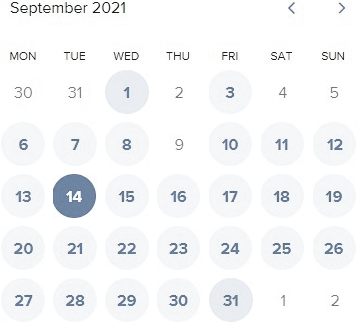 September 2021
MON TUE WED THU FRI SAT SUN
30 31 1 2 3 4 5
6 7 8 9 10 11 12
13 14 15 16 17 18 19
20 21 22 23 24 25 26
27 28 29 30 31 1 2